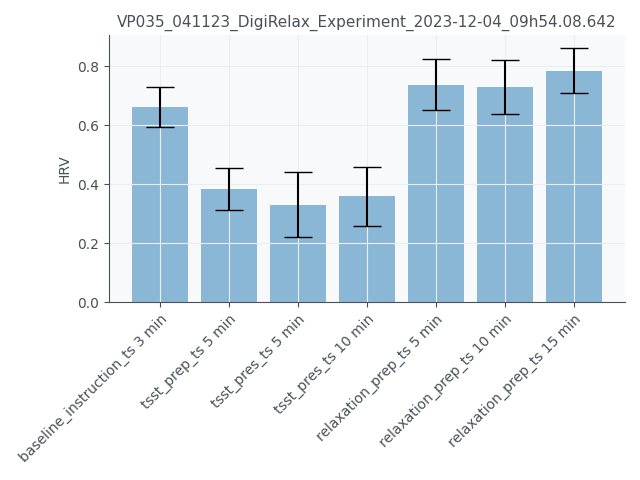 VP035_041123_DigiRelax_Experiment_2023-12-04_09h54.08.642
HRV
0.8
0.6
0.4
0.2
0.0
baseline_instruction_ts 3 min
tsst_prep_ts 5 min
tsst_pres_ts 5 min
tsst_pres_ts 10 min
relaxation_prep_ts 5 min
relaxation_prep_ts 10 min
relaxation_prep_ts 15 min